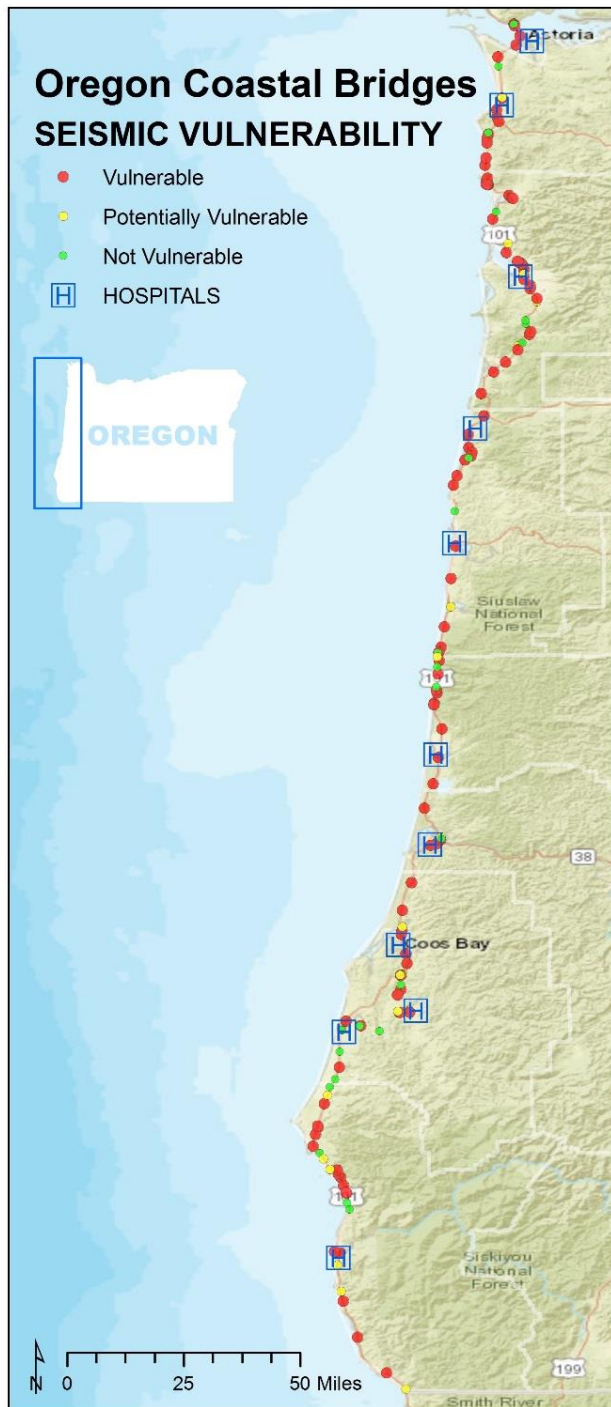 Oregon Coastal Bridges
SEISMIC VULNERABILITY
Vulnerable
Potentially Vulnerable
Not Vulnerable
H HOSPITALS
OREGON
H Astoria
H
101
H
H
H
Siuslaw
National
Forest
101
H
H
38
H Coos Bay
H
H
101
Siskiyou
National
Forest
H
199
Smith River
N
0 25 50 Miles